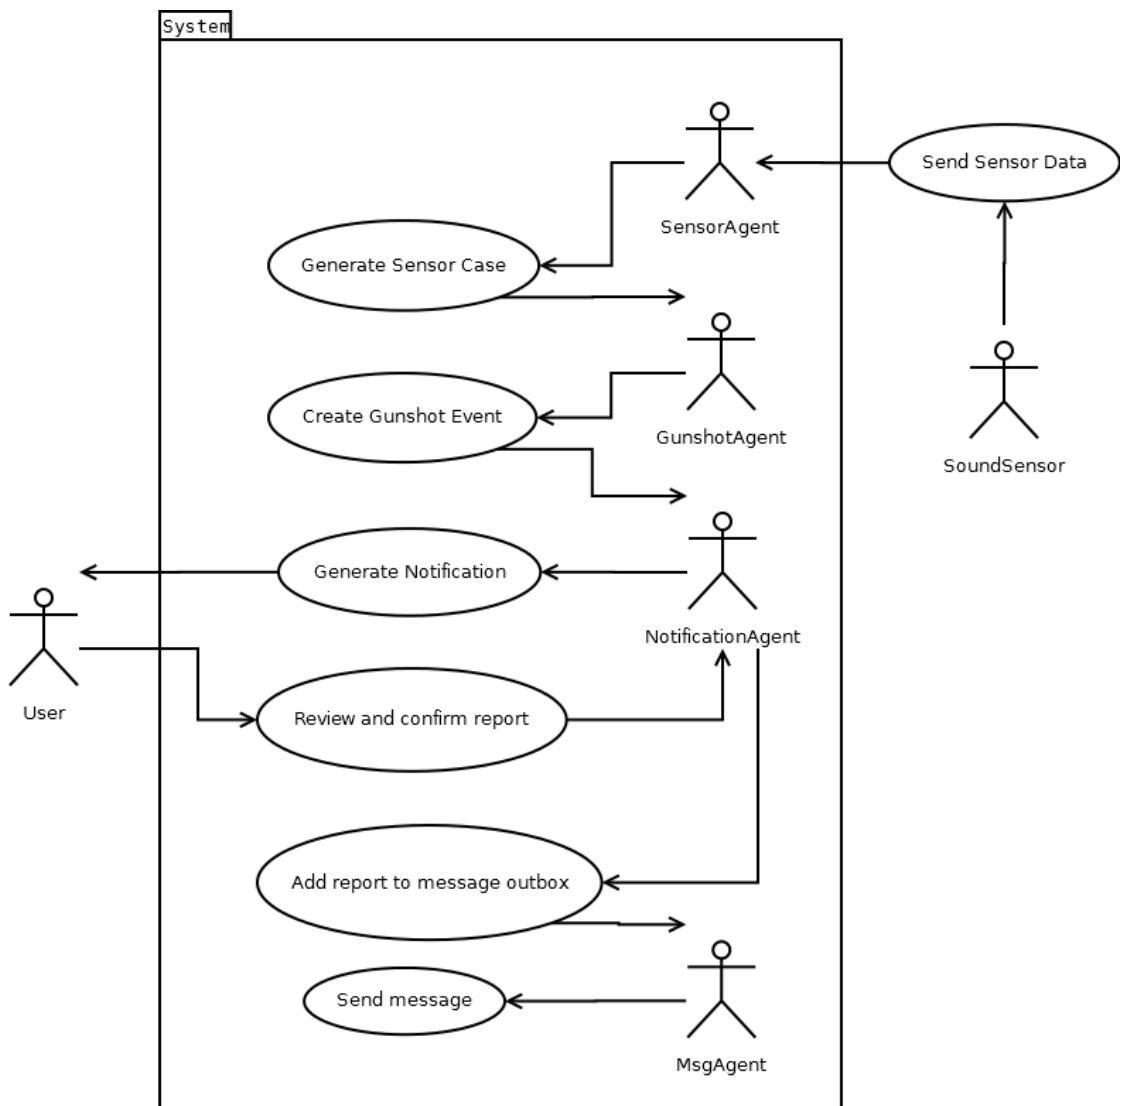 System
Send Sensor Data
SensorAgent
Generate Sensor Case
Create Gunshot Event
GunshotAgent
SoundSensor
Generate Notification
NotificationAgent
User
Review and confirm report
Add report to message outbox
Send message
MsgAgent